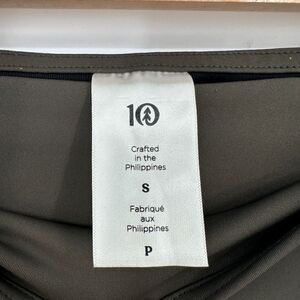 10
Crafted
in the
Philippines
S
Fabriqué
aux
Philippines
P